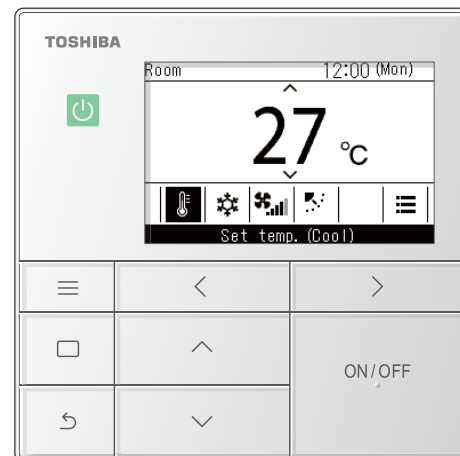 TOSHIBA
Room 12:00 (Mon)
27 °C
Set temp. (Cool)
ON/OFF